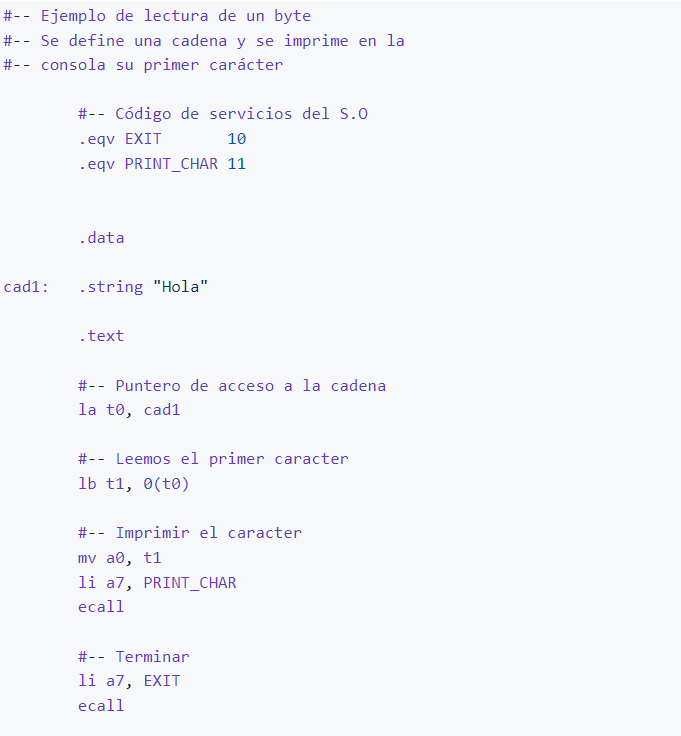 #-- Ejemplo de lectura de un byte
#-- Se define una cadena y se imprime en la
#-- consola su primer carácter
#-- Código de servicios del S.O
.eqv EXIT       10
.eqv PRINT_CHAR 11
.data
cad1:   .string "Hola"
.text
#-- Puntero de acceso a la cadena
la t0, cad1
#-- Leemos el primer caracter
lb t1, 0(t0)
#-- Imprimir el caracter
mv a0, t1
li a7, PRINT_CHAR
ecall
#-- Terminar
li a7, EXIT
ecall